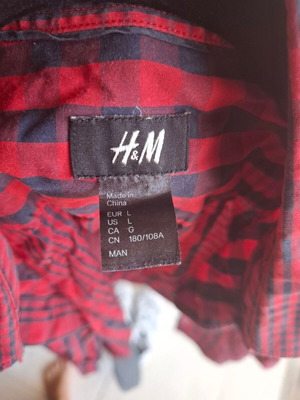 H&M
Made in
China
EUR L
US L
CA G
CN 180/108A
MAN